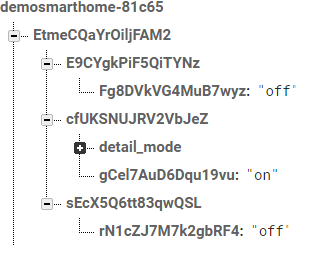 demosmarthome-81c65
EtmeCQaYrOiljFAM2
E9CYgkPiF5QiTYNz
Fg8DVkVG4MuB7wyz: "off"
cfUKSNUJRV2VbJeZ
detail_mode
gCel7AuD6Dqu19vu: "on"
sEcX5Q6tt83qwQSL
rN1cZJ7M7k2gbRF4: "off"